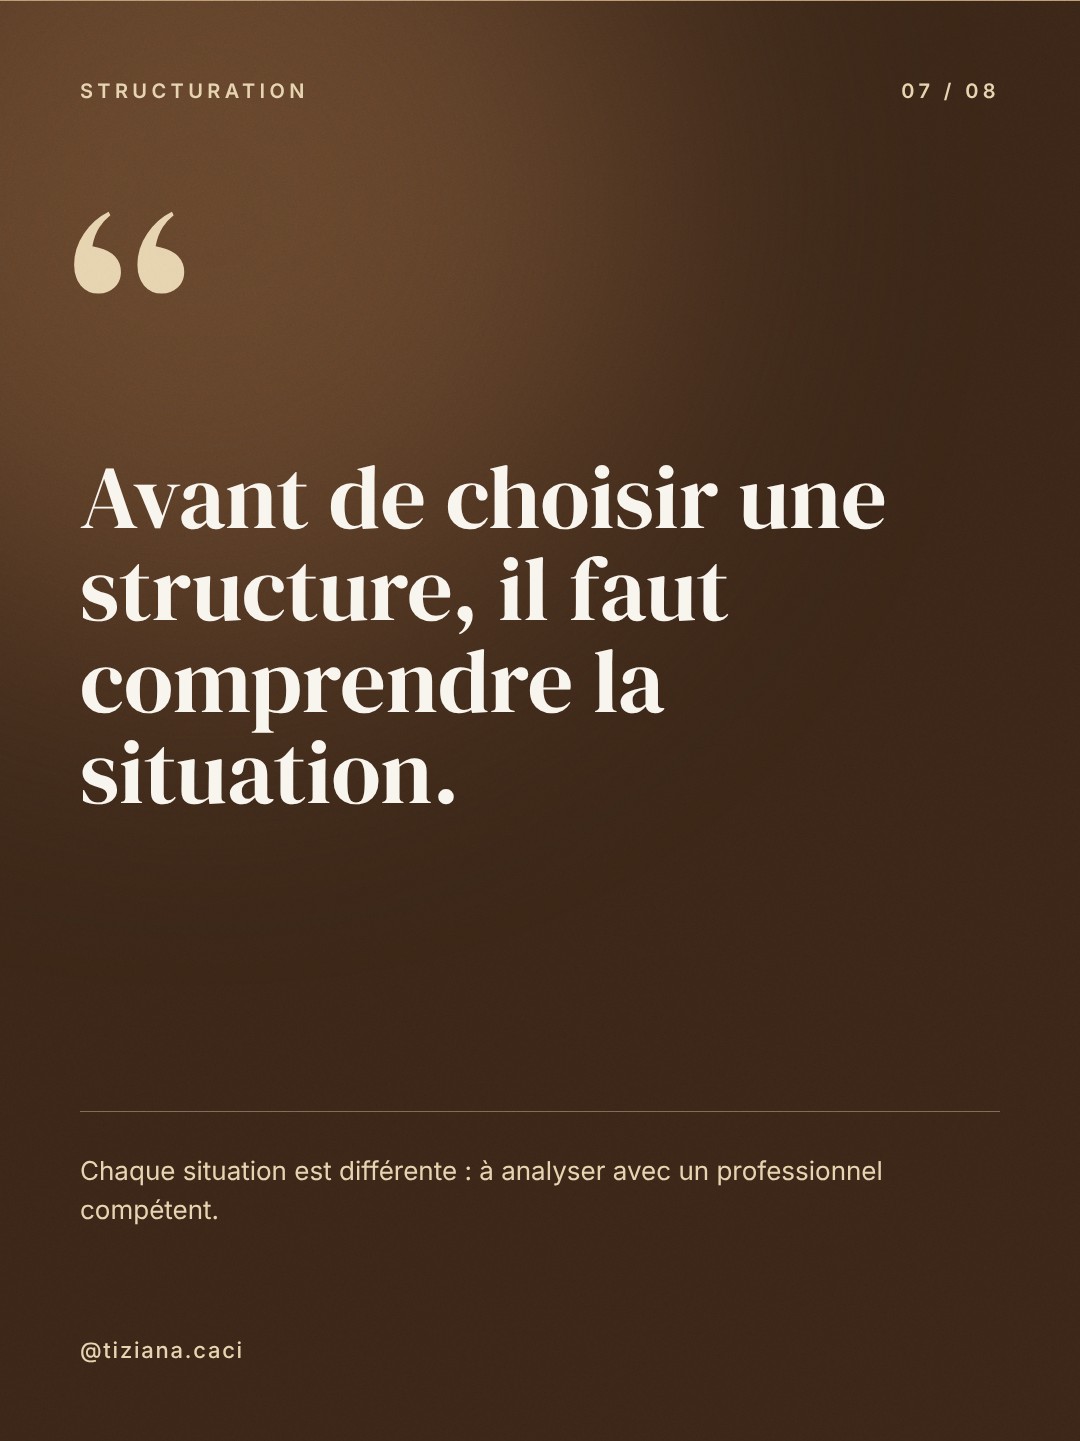 STRUCTURATION
07 / 08
“
Avant de choisir une
structure, il faut
comprendre la
situation.
Chaque situation est différente : à analyser avec un professionnel
compétent.
@tiziana.caci